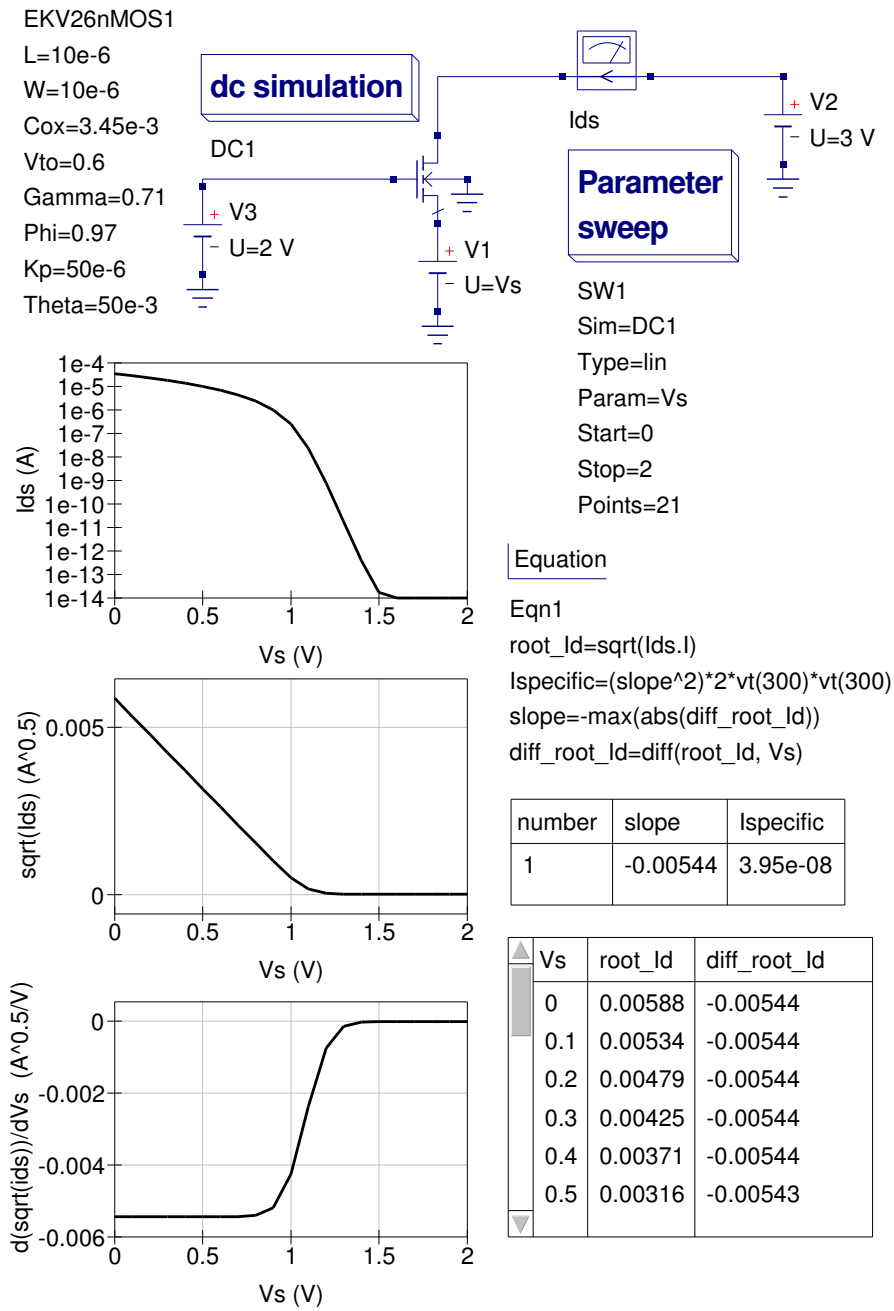 EKV26nMOS1
L=10e-6
W=10e-6
Cox=3.45e-3
Vto=0.6
Gamma=0.71
Phi=0.97
Kp=50e-6
Theta=50e-3
dc simulation
DC1
+ V3
- U=2 V
+ V1
- U=Vs
Ids
+ V2
- U=3 V
Parameter
sweep
SW1
Sim=DC1
Type=lin
Param=Vs
Start=0
Stop=2
Points=21
1e-4
1e-5
1e-6
1e-7
1e-8
1e-9
1e-10
1e-11
1e-12
1e-13
1e-14
Ids (A)
0 0.5 1 1.5 2
Vs (V)
Equation
Eqn1
root_Id=sqrt(Ids.I)
Ispecific=(slope^2)*2*vt(300)*vt(300)
slope=-max(abs(diff_root_Id))
diff_root_Id=diff(root_Id, Vs)
0.005
0
sqrt(Ids) (A^0.5)
0 0.5 1 1.5 2
Vs (V)
number slope Ispecific
1 -0.00544 3.95e-08
0
-0.002
-0.004
-0.006
d(sqrt(ids))/dVs (A^0.5/V)
0 0.5 1 1.5 2
Vs (V)
Vs root_Id diff_root_Id
0 0.00588 -0.00544
0.1 0.00534 -0.00544
0.2 0.00479 -0.00544
0.3 0.00425 -0.00544
0.4 0.00371 -0.00544
0.5 0.00316 -0.00543